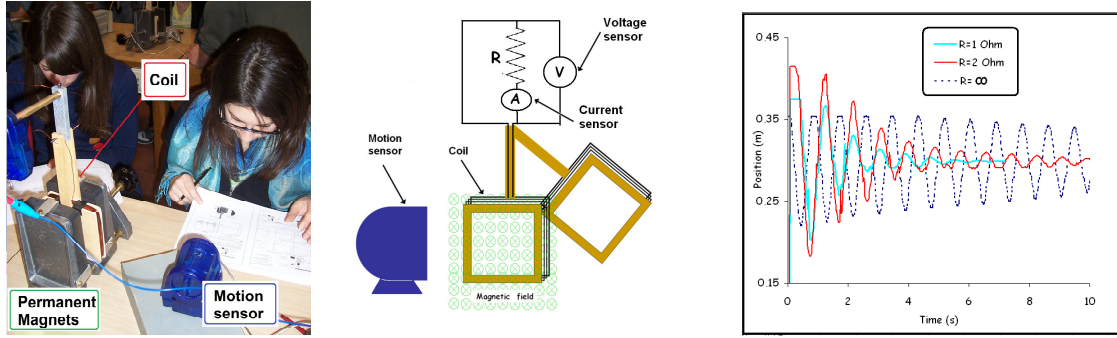 Coil
Permanent
Magnets
Motion
sensor
Voltage
sensor
R
V
A
Current
sensor
Motion
sensor
Coil
Magnetic field
0.45
0.35
0.25
0.15
Position (m)
R=1 Ohm
R=2 Ohm
R= ∞
0
2
4
6
8
10
Time (s)